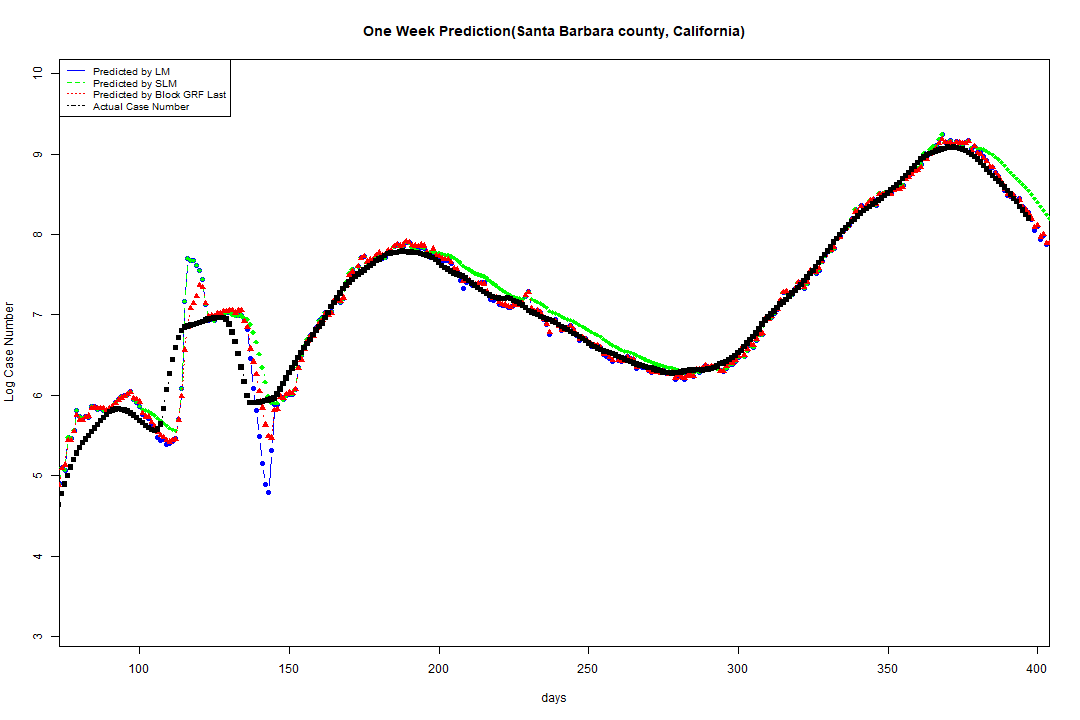 One Week Prediction(Santa Barbara county, California)
Predicted by LM
Predicted by SLM
Predicted by Block GRF Last
Actual Case Number
10
9
8
7
6
5
4
3
Log Case Number
100 150 200 250 300 350 400
days